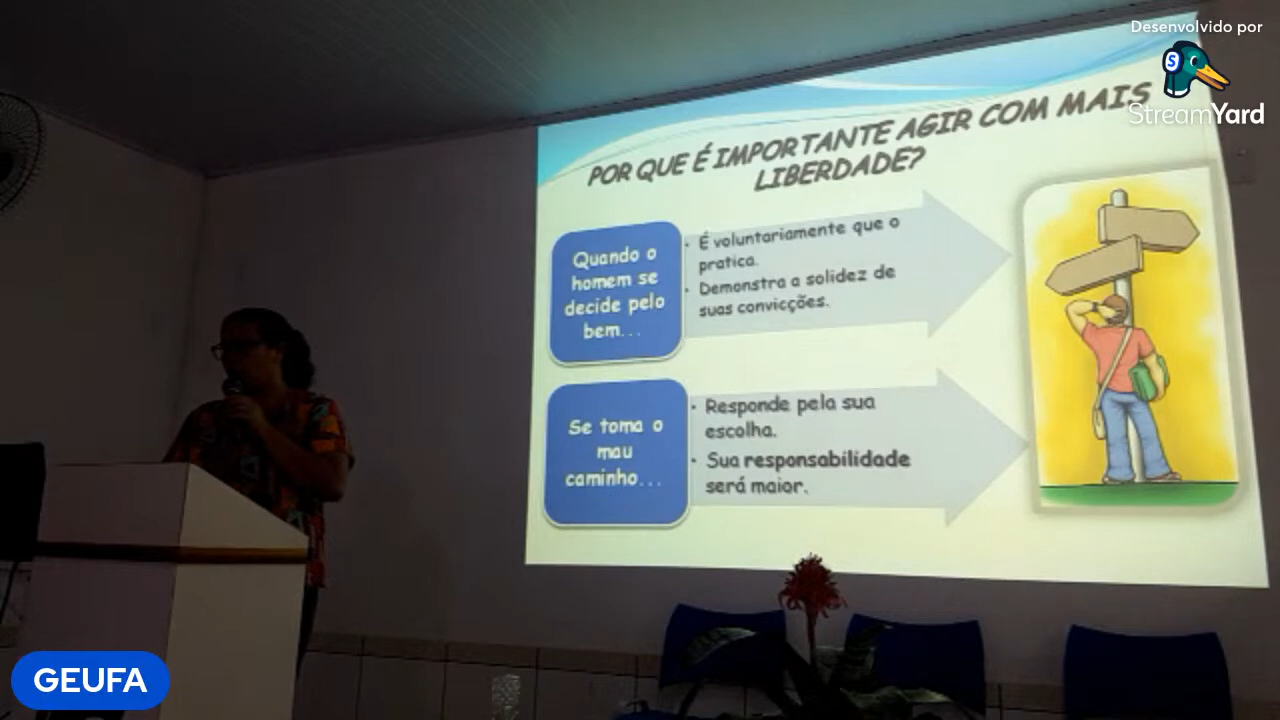 Desenvolvido por
S
StreamYard
POR QUE É IMPORTANTE AGIR COM MAIS
LIBERDADE?
Quando o
homem se
decide pelo
bem...
• É voluntariamente que o
pratica.
• Demonstra a solidez de
suas convicções.
Se toma o
mau
caminho...
• Responde pela sua
escolha.
• Sua responsabilidade
será maior.
GEUFA